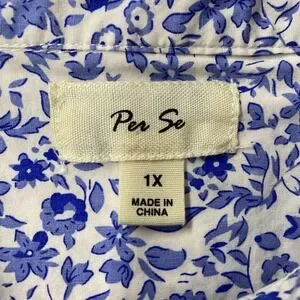 Per Se
1X
MADE IN
CHINA